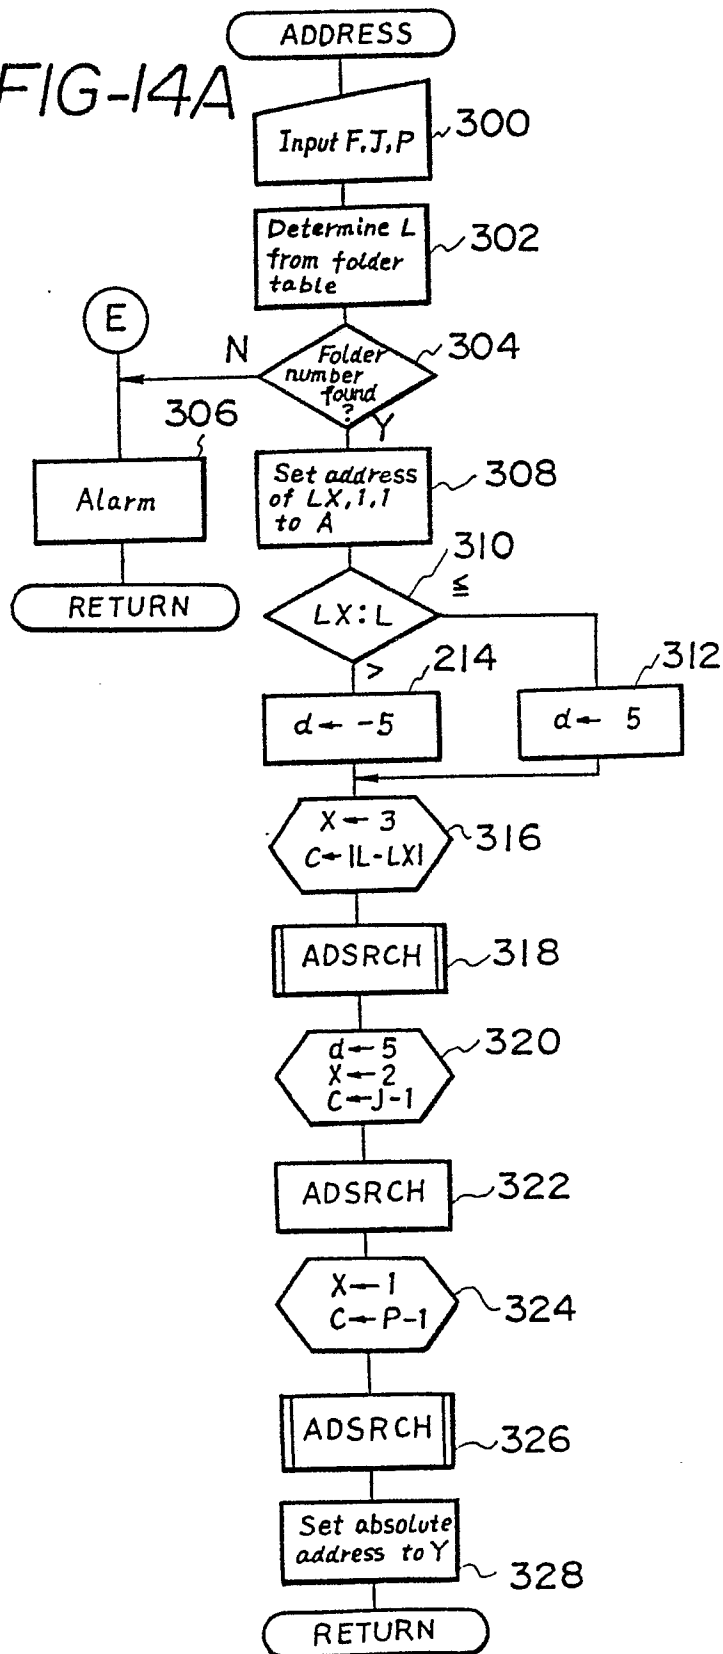 ADDRESS
FIG-14A
Input F,J,P
300
Determine L
from folder
table
302
E
N
Folder
number
found
?
304
Y
306
Alarm
RETURN
Set address
of LX,1,1
to A
308
310
LX:L
≤
>
214
312
d← -5
d← 5
X←3
C←|L-LX|
316
ADSRCH
318
d←5
X←2
C←J-1
320
ADSRCH
322
X←1
C←P-1
324
ADSRCH
326
Set absolute
address to Y
328
RETURN